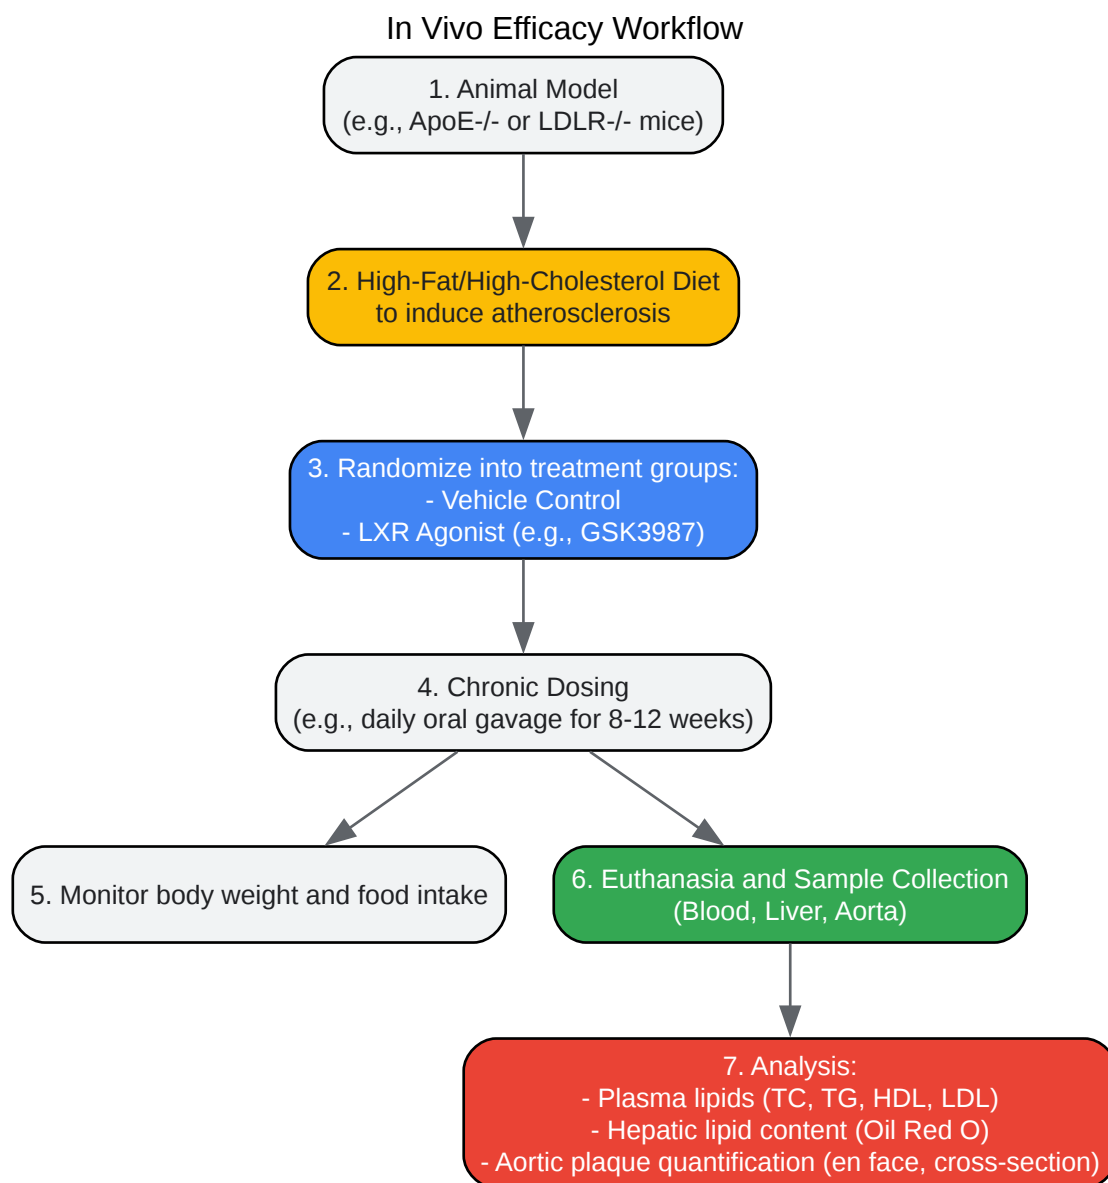 In Vivo Efficacy Workflow
1. Animal Model
(e.g., ApoE-/- or LDLR-/- mice)
2. High-Fat/High-Cholesterol Diet
to induce atherosclerosis
3. Randomize into treatment groups:
- Vehicle Control
- LXR Agonist (e.g., GSK3987)
4. Chronic Dosing
(e.g., daily oral gavage for 8-12 weeks)
5. Monitor body weight and food intake
6. Euthanasia and Sample Collection
(Blood, Liver, Aorta)
7. Analysis:
- Plasma lipids (TC, TG, HDL, LDL)
- Hepatic lipid content (Oil Red O)
- Aortic plaque quantification (en face, cross-section)